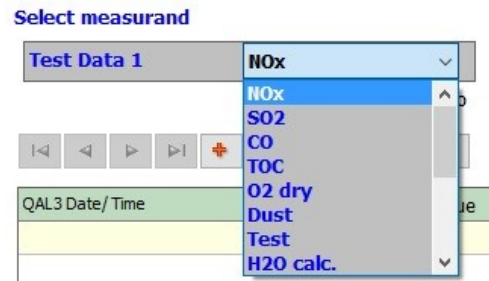 Select measurand
Test Data 1 NOx
NOx
SO2
CO
TOC
O2 dry
QAL3 Date/ Time
Dust
Test
H2O calc.